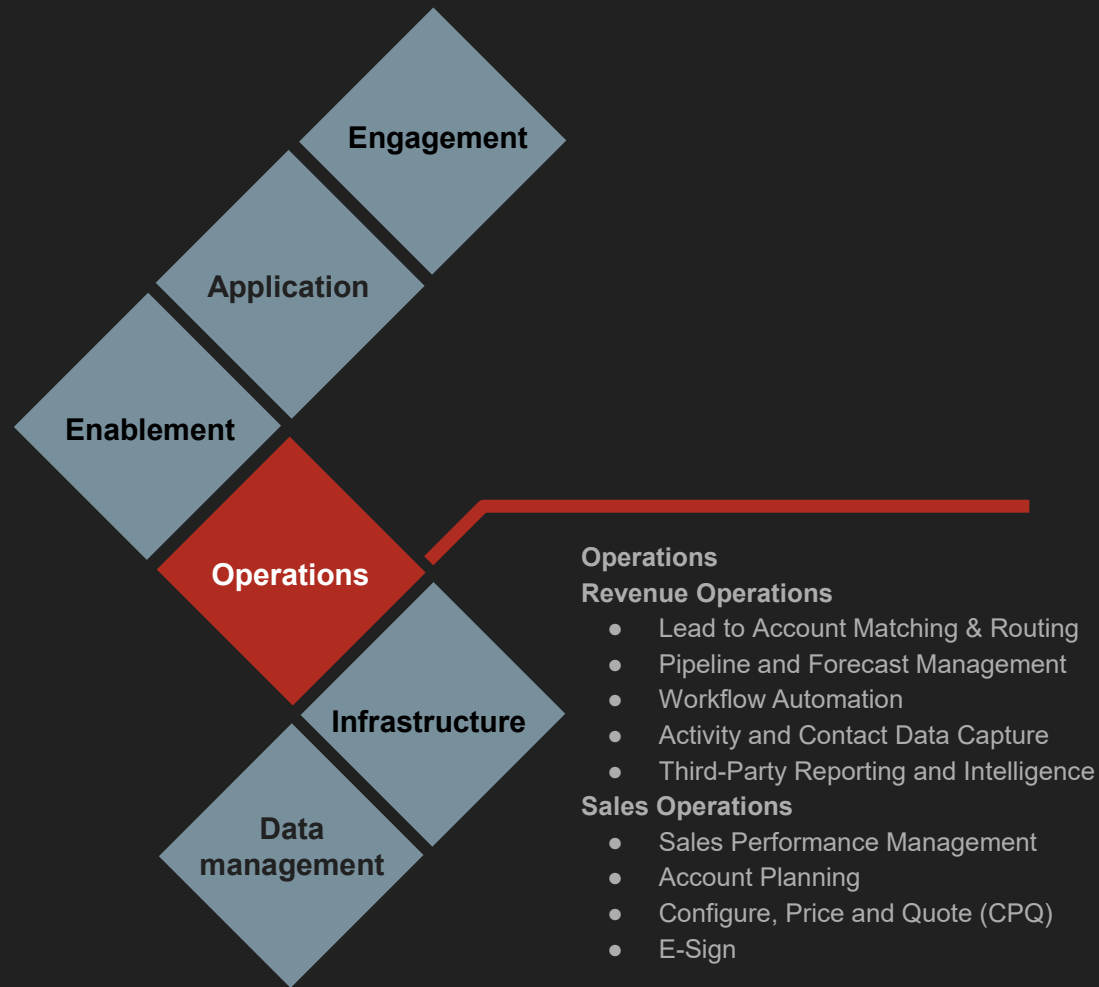 Engagement
Application
Enablement
Operations
Infrastructure
Data
management
Operations
Revenue Operations
● Lead to Account Matching & Routing
● Pipeline and Forecast Management
● Workflow Automation
● Activity and Contact Data Capture
● Third-Party Reporting and Intelligence
Sales Operations
● Sales Performance Management
● Account Planning
● Configure, Price and Quote (CPQ)
● E-Sign